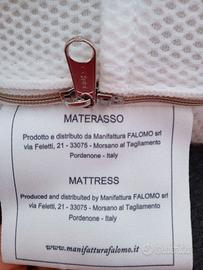 MATERASSO
Prodotto e distribuito da Manifattura FALOMO srl
via Feletti, 21 - 33075 - Morsano al Tagliamento
Pordenone - Italy
MATTRESS
Produced and distribuited by Manifattura FALOMO srl
via Feletti, 21 - 33075 - Morsano al Tagliamento
Pordenone - Italy
www.manifatturafalomo.it